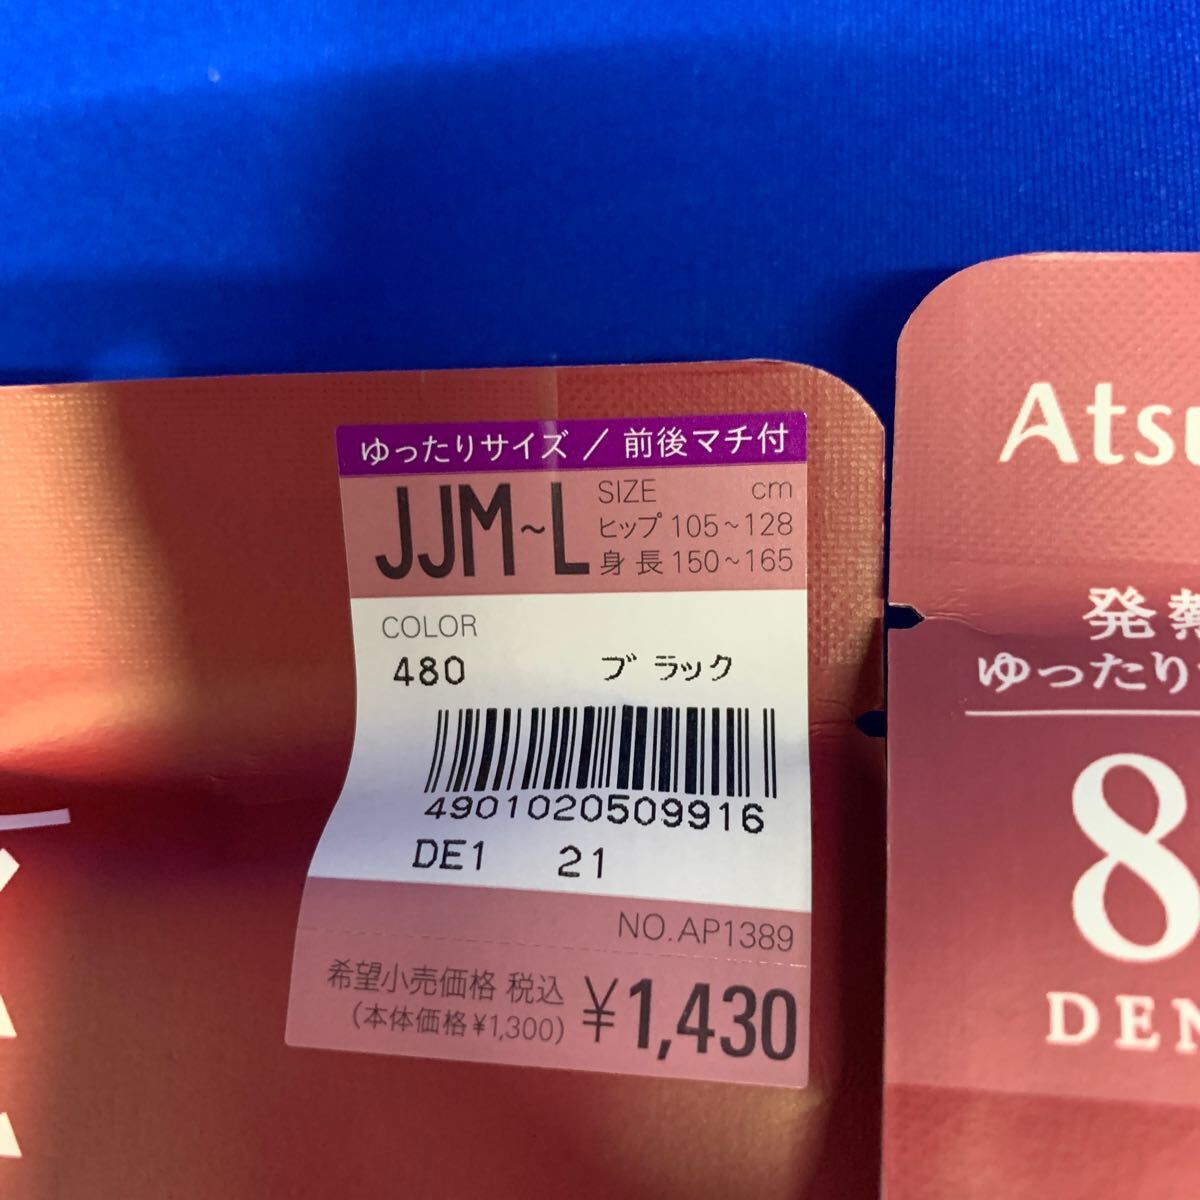 ゆったりサイズ / 前後マチ付
JJM~L
SIZE cm
ヒップ 105~128
身長 150~165
COLOR
480 ブラック
4901020509916
DE1 21
NO. AP1389
希望小売価格 税込 ¥1,430
(本体価格¥1,300)
Atsu
発熱
ゆったり
8
DEN